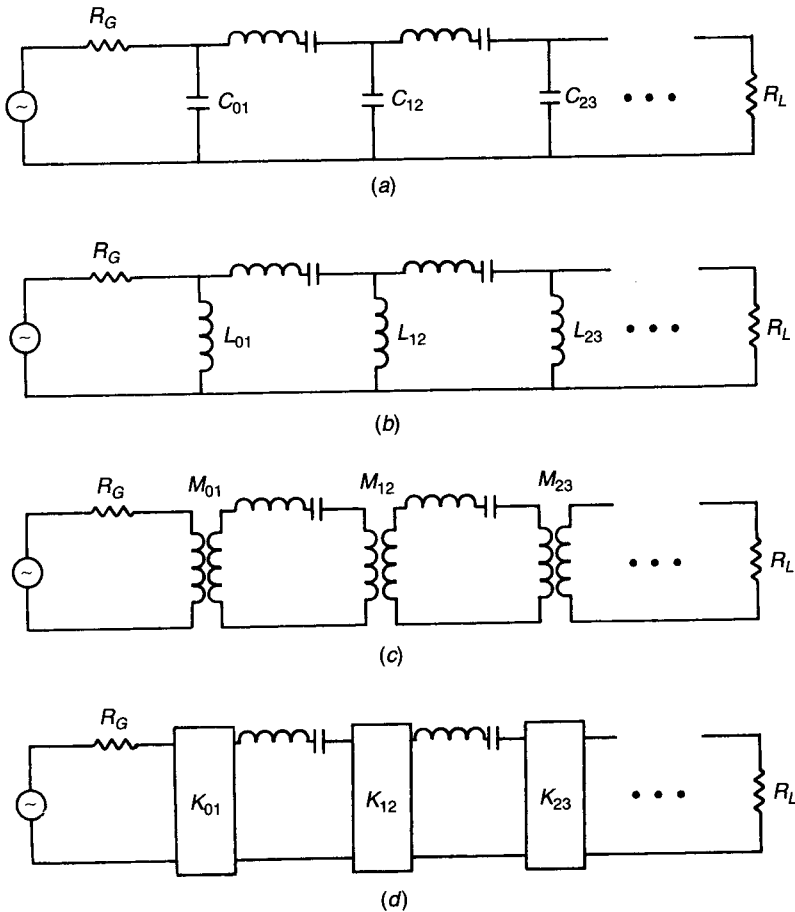 R_G
C_01 C_12 C_23 R_L
~
(a)
R_G
L_01 L_12 L_23 R_L
~
(b)
R_G M_01 M_12 M_23
~ R_L
(c)
R_G
K_01 K_12 K_23 R_L
~
(d)